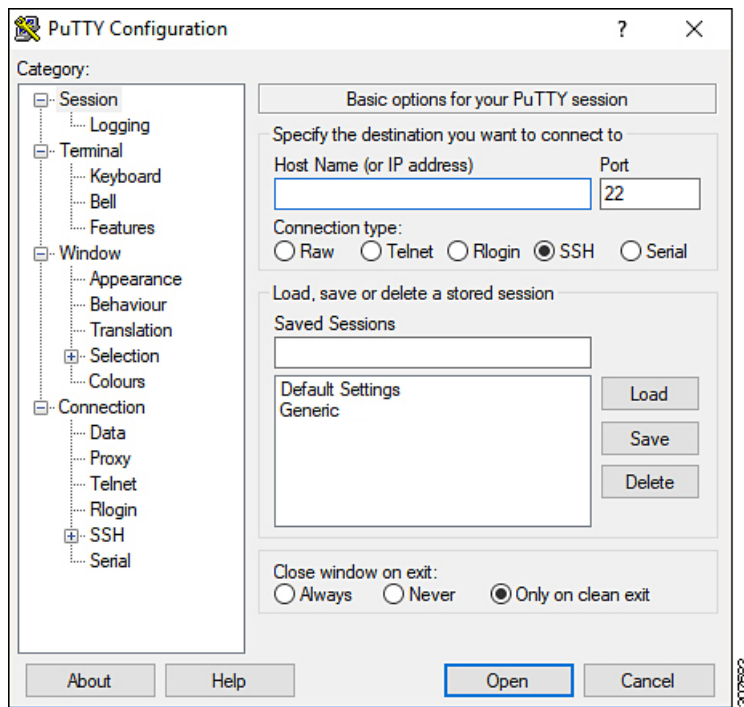 PuTTY Configuration
?
Category:
Session
Logging
Terminal
Keyboard
Bell
Features
Window
Appearance
Behaviour
Translation
Selection
Colours
Connection
Data
Proxy
Telnet
Rlogin
SSH
Serial
Basic options for your PuTTY session
Specify the destination you want to connect to
Host Name (or IP address) Port
22
Connection type:
Raw Telnet Rlogin SSH Serial
Load, save or delete a stored session
Saved Sessions
Default Settings
Generic
Load
Save
Delete
Close window on exit:
Always Never Only on clean exit
About Help Open Cancel